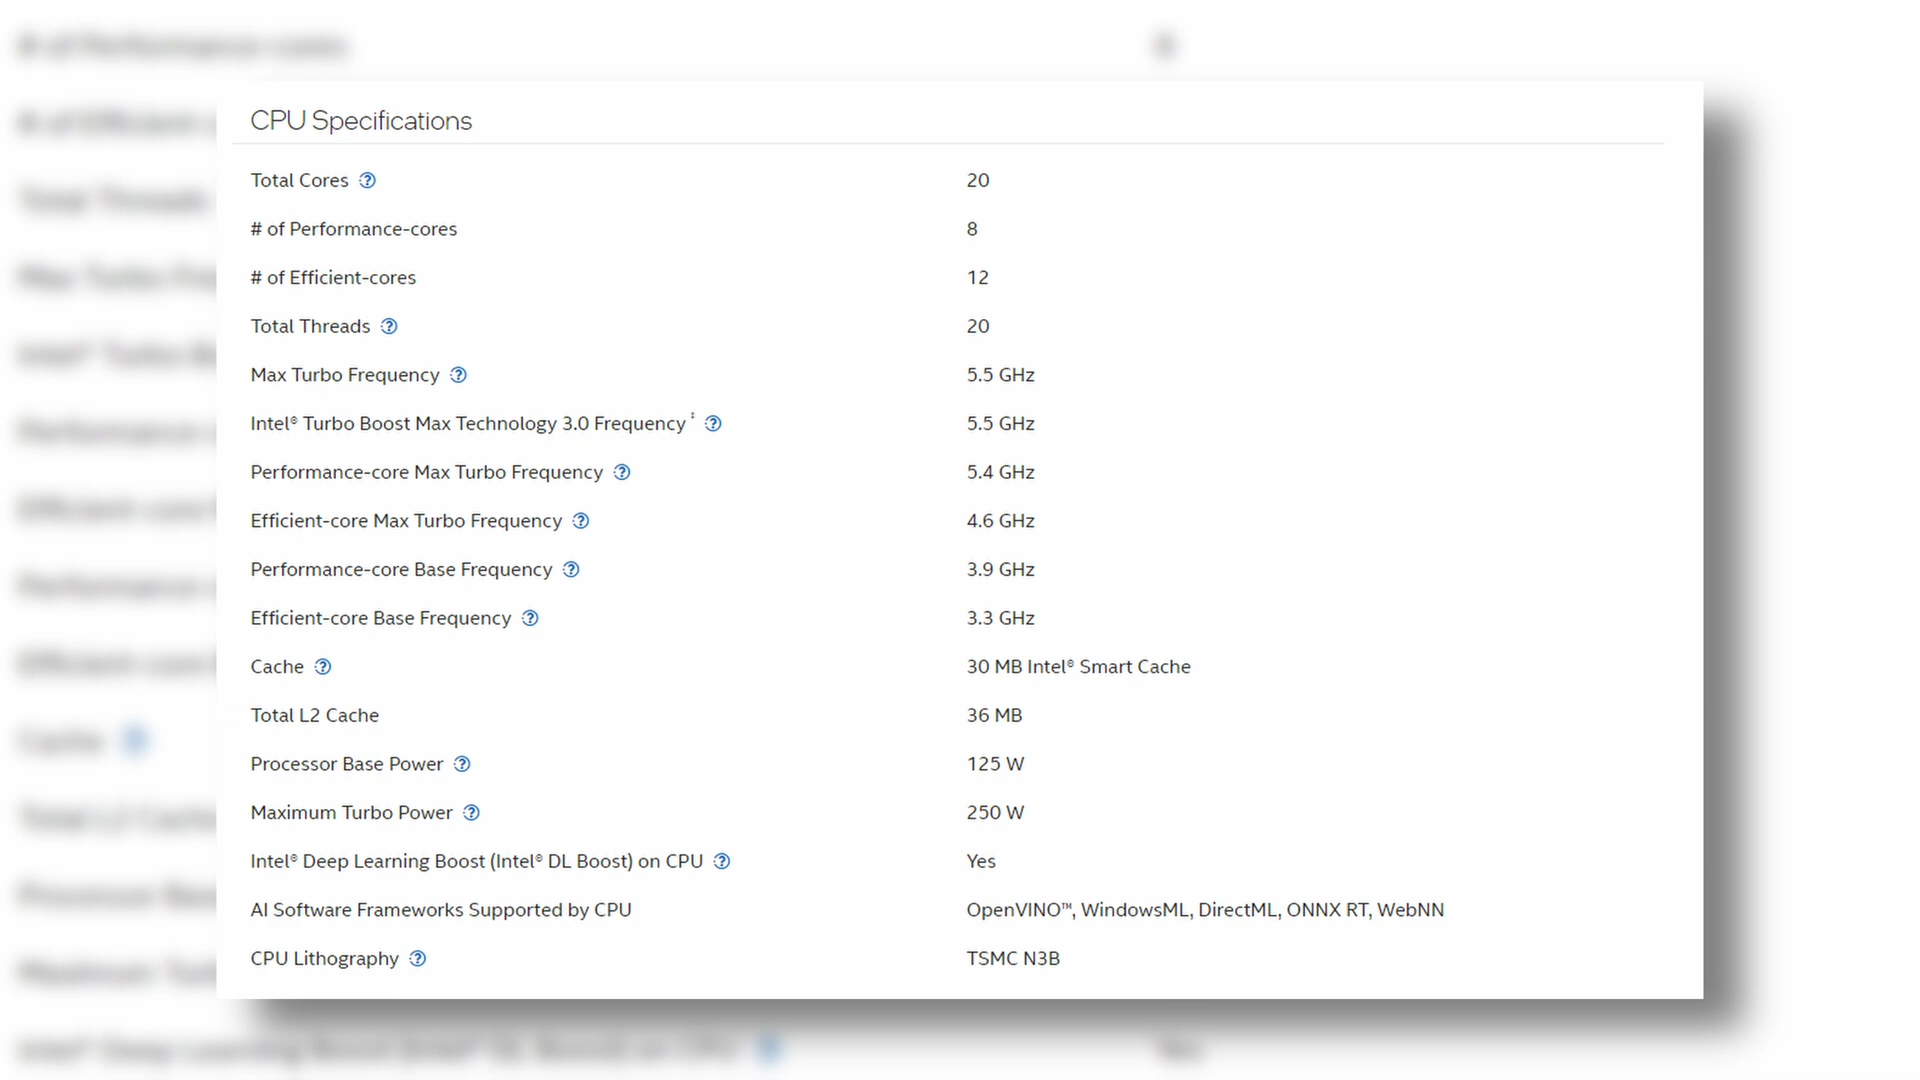 CPU Specifications
Total Cores 20
# of Performance-cores 8
# of Efficient-cores 12
Total Threads 20
Max Turbo Frequency 5.5 GHz
Intel® Turbo Boost Max Technology 3.0 Frequency ‡ 5.5 GHz
Performance-core Max Turbo Frequency 5.4 GHz
Efficient-core Max Turbo Frequency 4.6 GHz
Performance-core Base Frequency 3.9 GHz
Efficient-core Base Frequency 3.3 GHz
Cache 30 MB Intel® Smart Cache
Total L2 Cache 36 MB
Processor Base Power 125 W
Maximum Turbo Power 250 W
Intel® Deep Learning Boost (Intel® DL Boost) on CPU Yes
AI Software Frameworks Supported by CPU OpenVINO™, WindowsML, DirectML, ONNX RT, WebNN
CPU Lithography TSMC N3B